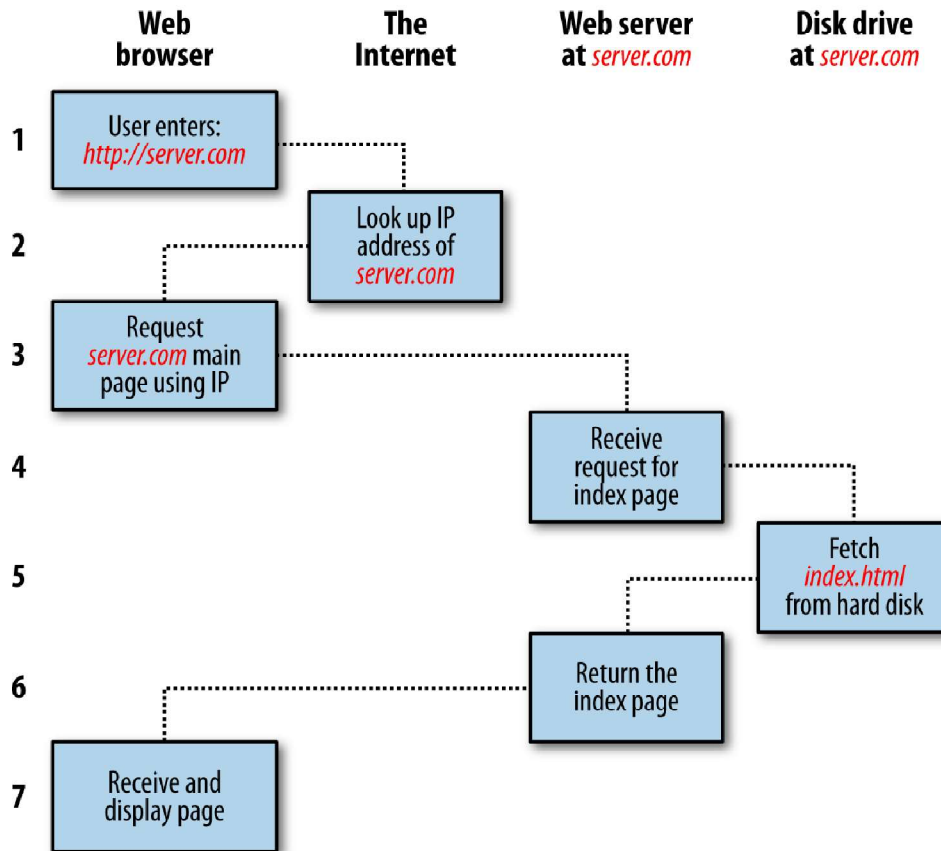 Web
browser
The
Internet
Web server
at server.com
Disk drive
at server.com
1
User enters:
http://server.com
2
Look up IP
address of
server.com
3
Request
server.com main
page using IP
4
Receive
request for
index page
5
Fetch
index.html
from hard disk
6
Return the
index page
7
Receive and
display page